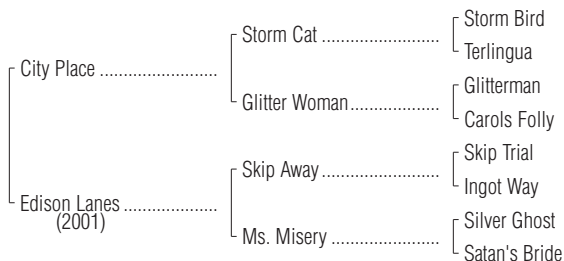 Storm Bird
Storm Cat ........................
Terlingua
City Place ........................
Glitterman
Glitter Woman..................
Carols Folly
Skip Trial
Skip Away .......................
Ingot Way
Edison Lanes ...................
(2001)
Silver Ghost
Ms. Misery ......................
Satan's Bride